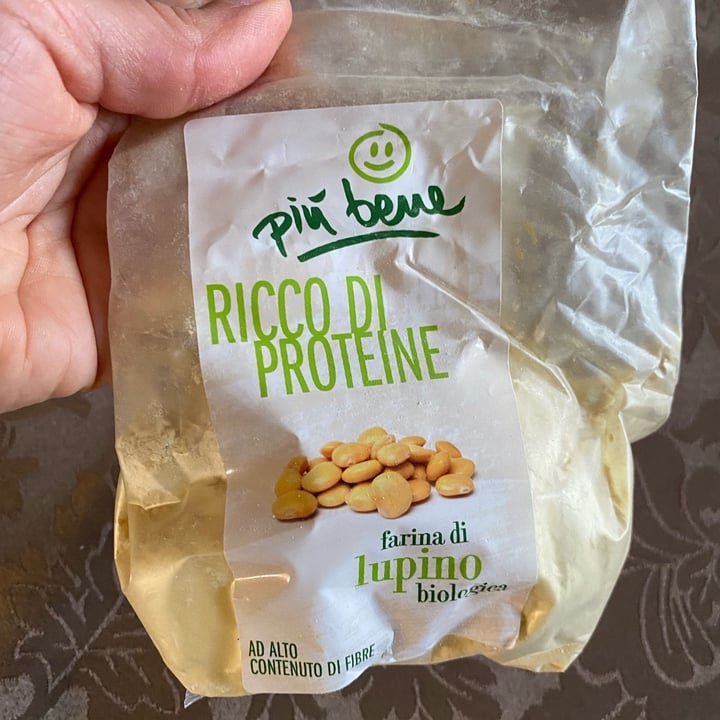 più bene
RICCO DI
PROTEINE
farina di
lupino
biologica
AD ALTO
CONTENUTO DI FIBRE